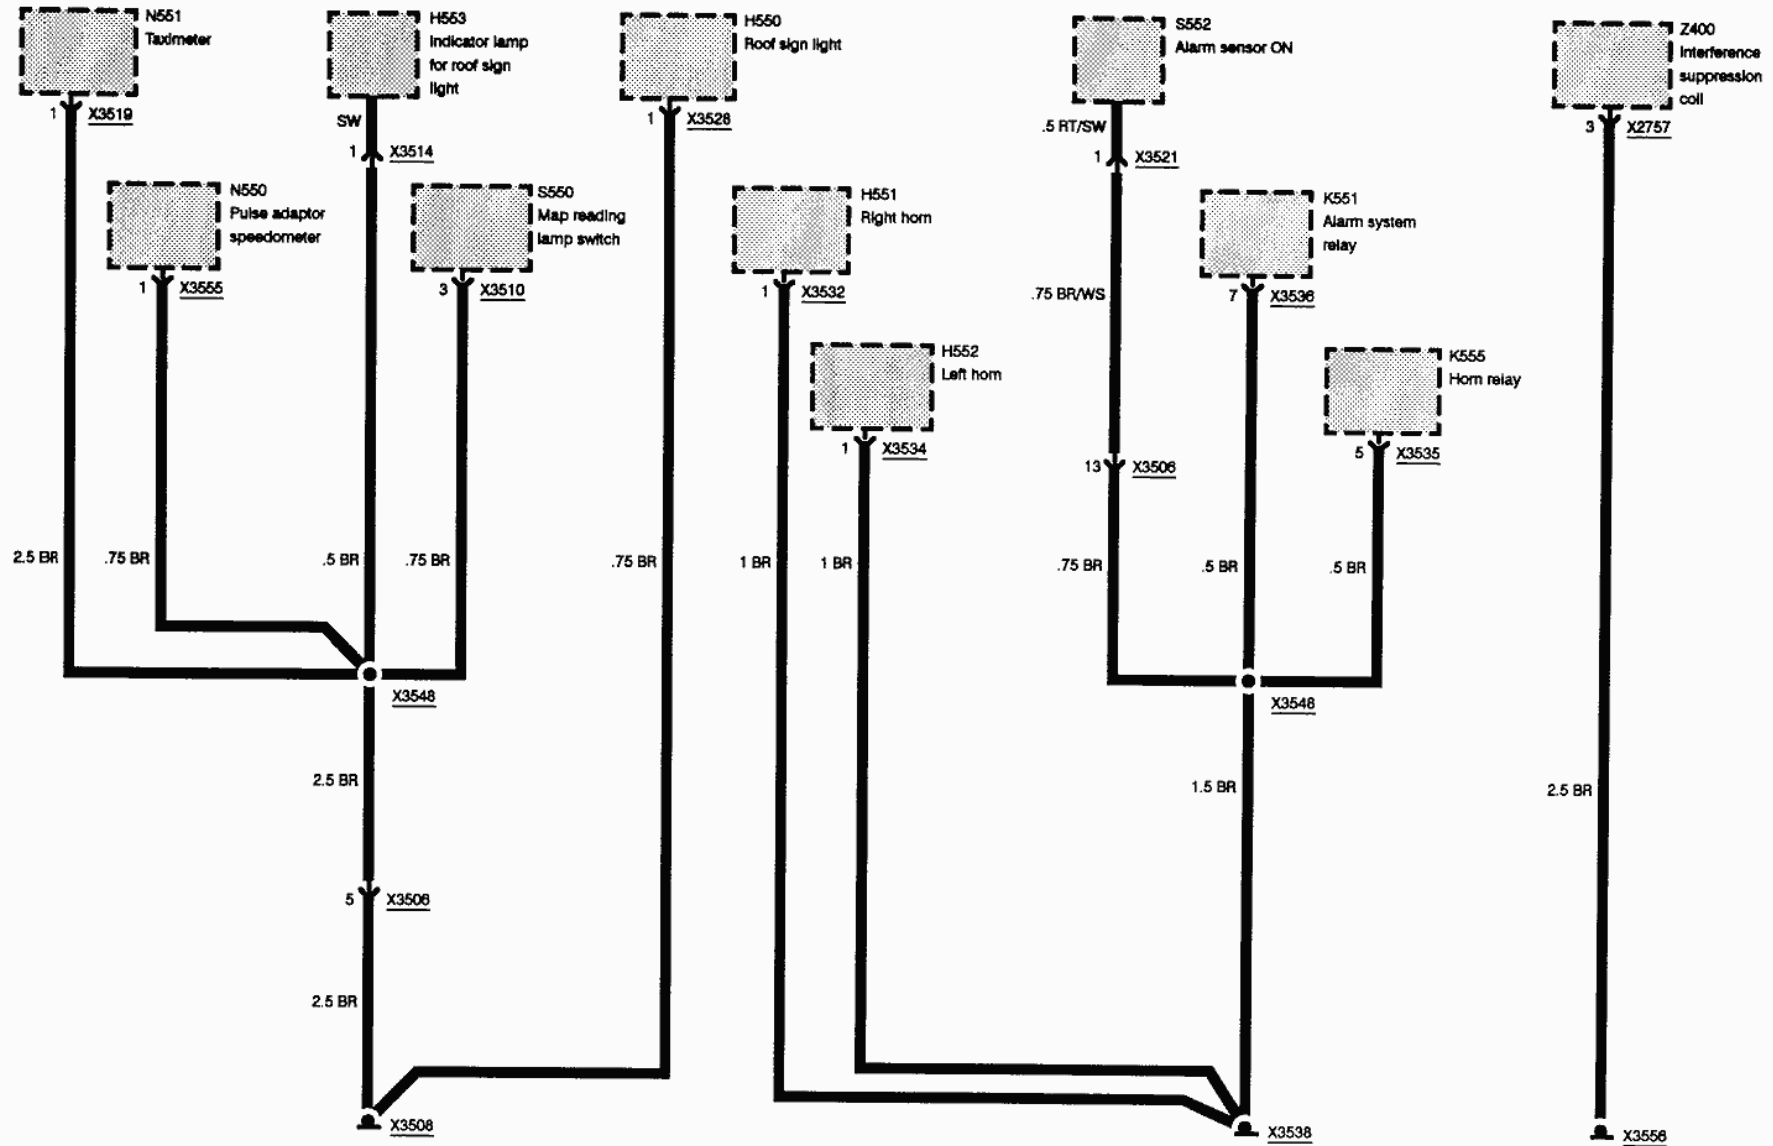 N551
Taximeter
1 X3519
H553
Indicator lamp
for roof sign
light
SW
1 X3514
H550
Roof sign light
1 X3528
S552
Alarm sensor ON
.5 RT/SW
1 X3521
Z400
Interference
suppression
coil
3 X2757
N550
Pulse adaptor
speedometer
1 X3555
S550
Map reading
lamp switch
3 X3510
H551
Right horn
1 X3532
.75 BR/WS
K551
Alarm system
relay
7 X3536
H552
Left horn
1 X3534
K555
Horn relay
5 X3535
13 X3506
2.5 BR
.75 BR
.5 BR
.75 BR
.75 BR
1 BR
1 BR
.75 BR
.5 BR
.5 BR
X3548
X3548
2.5 BR
1.5 BR
2.5 BR
5 X3506
2.5 BR
X3508
X3538
X3556